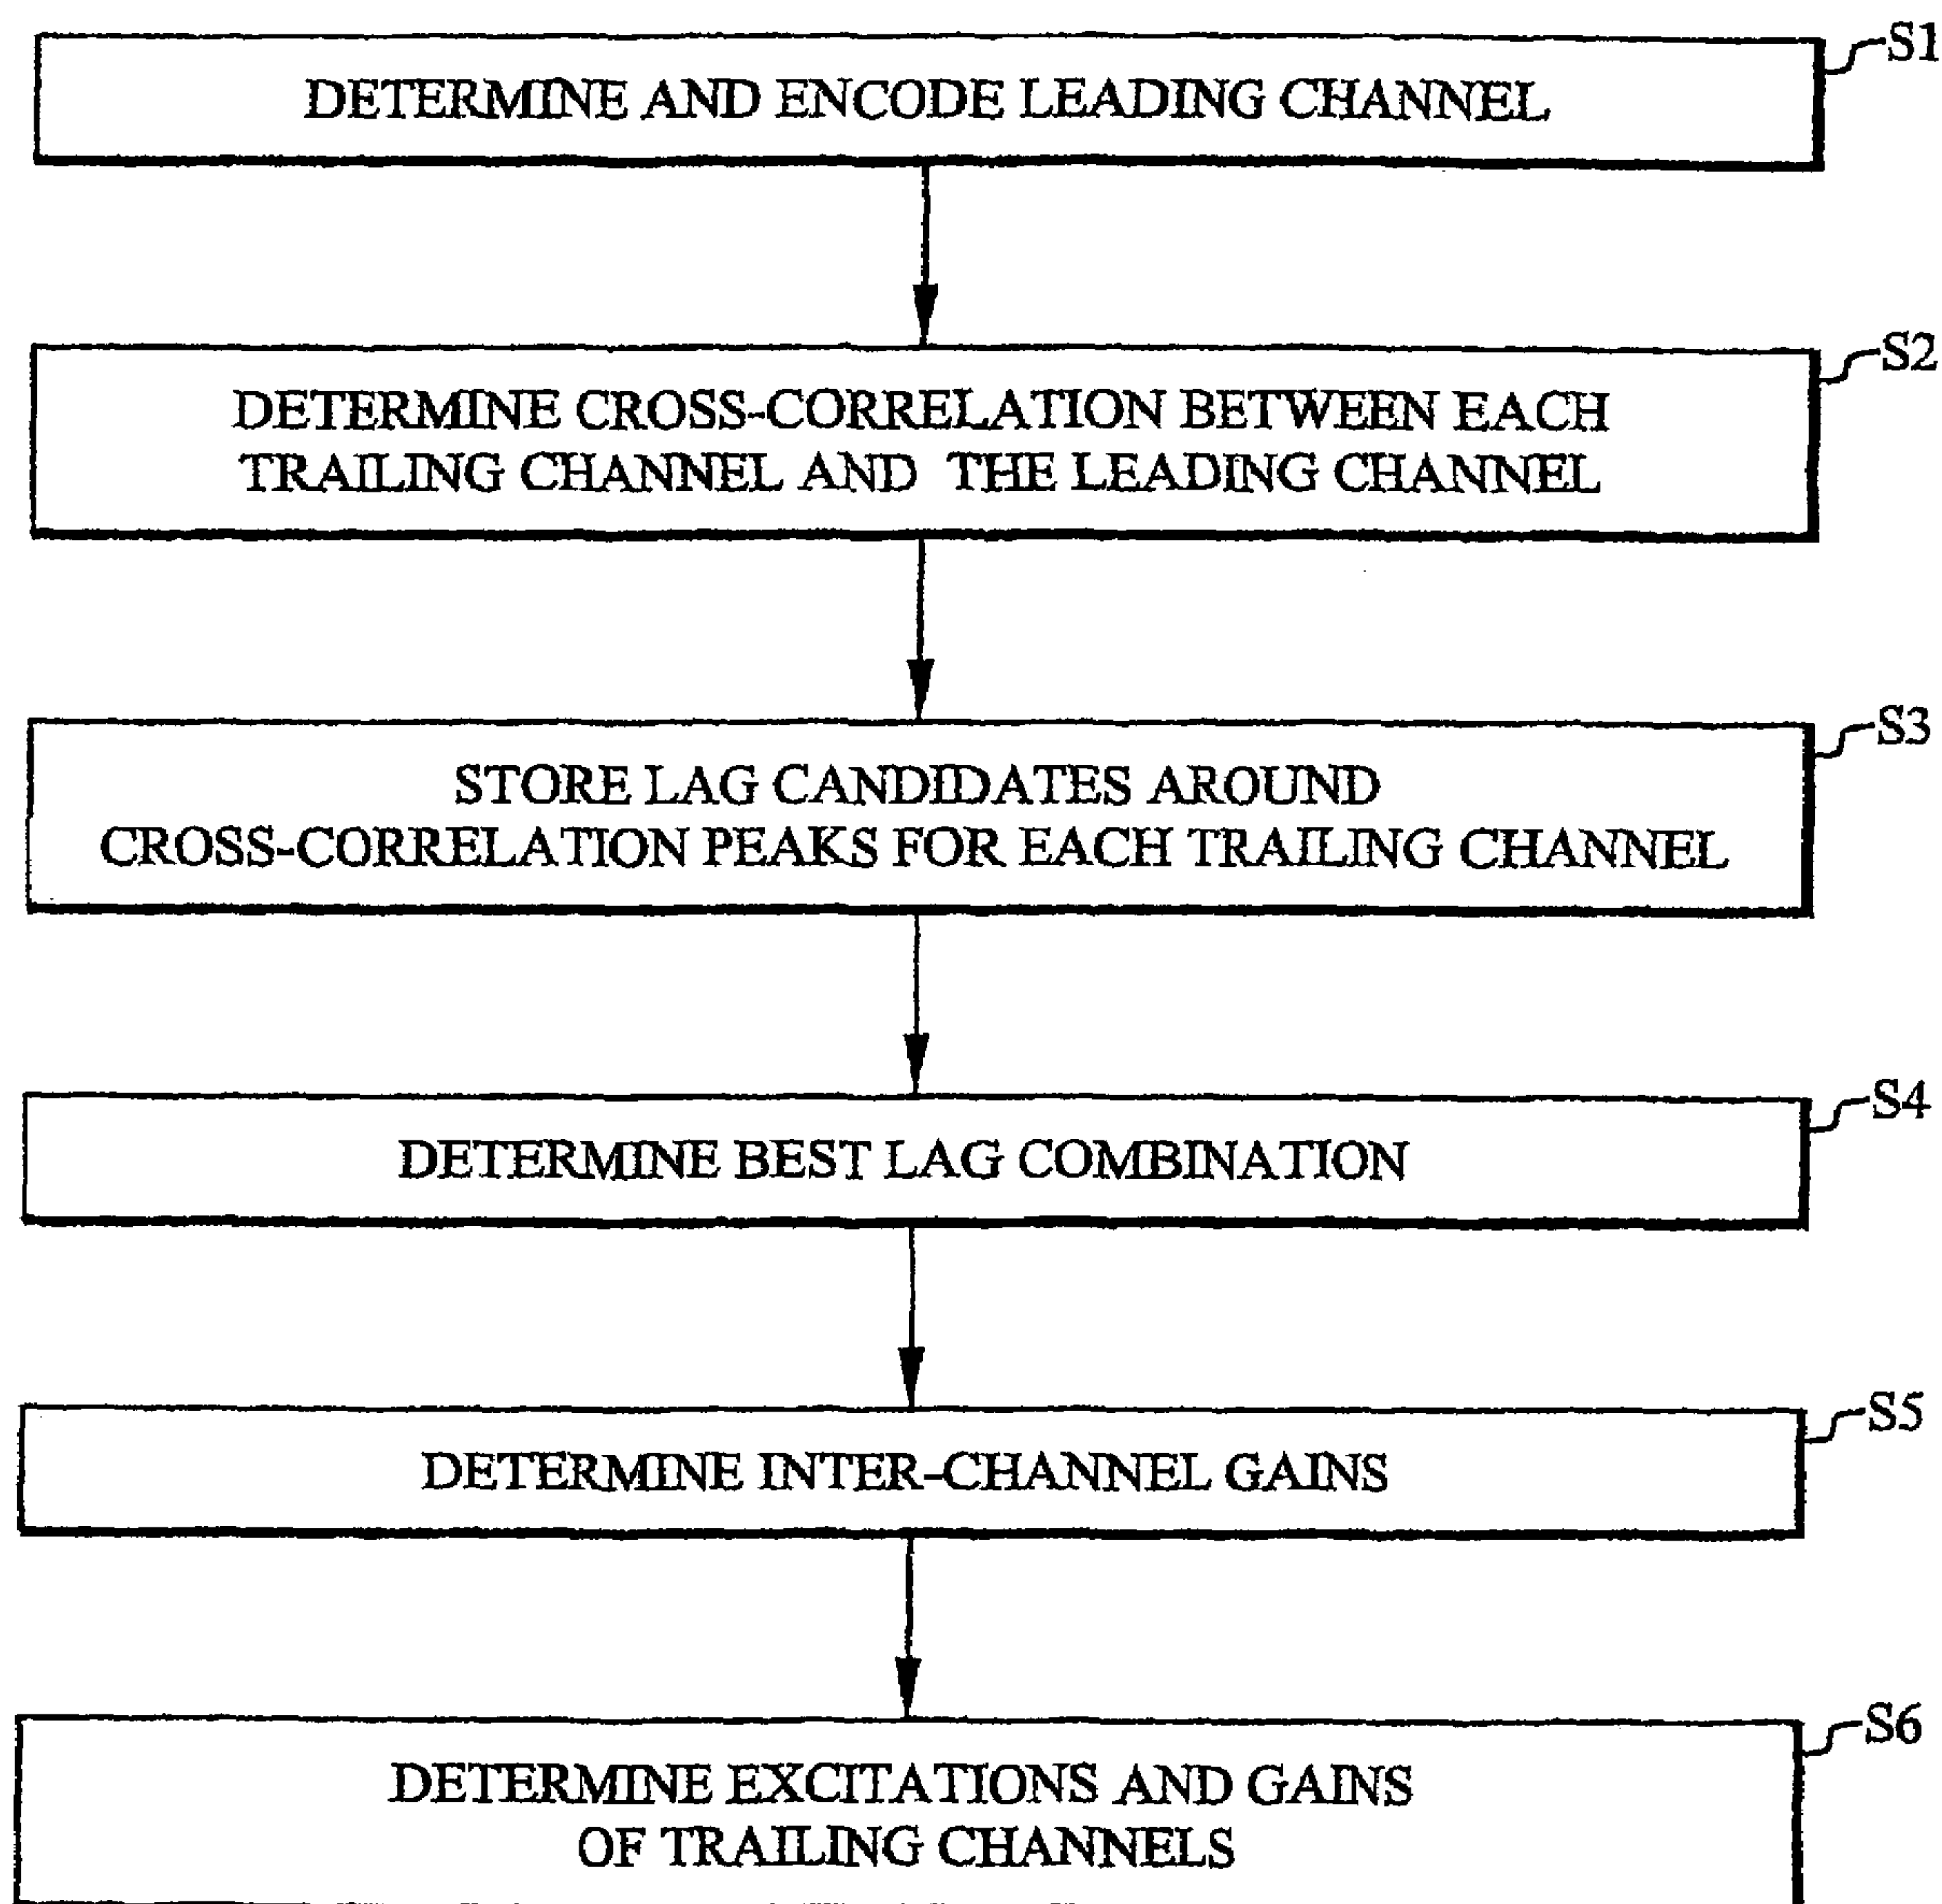 S1
DETERMINE AND ENCODE LEADING CHANNEL
S2
DETERMINE CROSS-CORRELATION BETWEEN EACH
TRAILING CHANNEL AND THE LEADING CHANNEL
S3
STORE LAG CANDIDATES AROUND
CROSS-CORRELATION PEAKS FOR EACH TRAILING CHANNEL
S4
DETERMINE BEST LAG COMBINATION
S5
DETERMINE INTER-CHANNEL GAINS
S6
DETERMINE EXCITATIONS AND GAINS
OF TRAILING CHANNELS